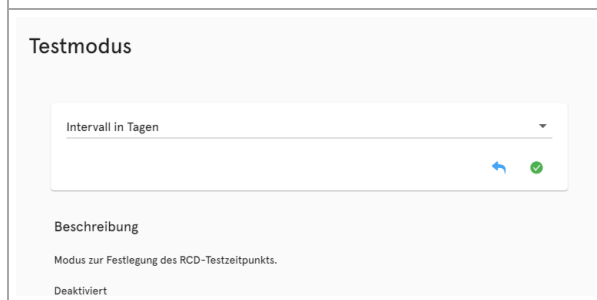 Testmodus
Intervall in Tagen
Beschreibung
Modus zur Festlegung des RCD-Testzeitpunkts.
Deaktiviert